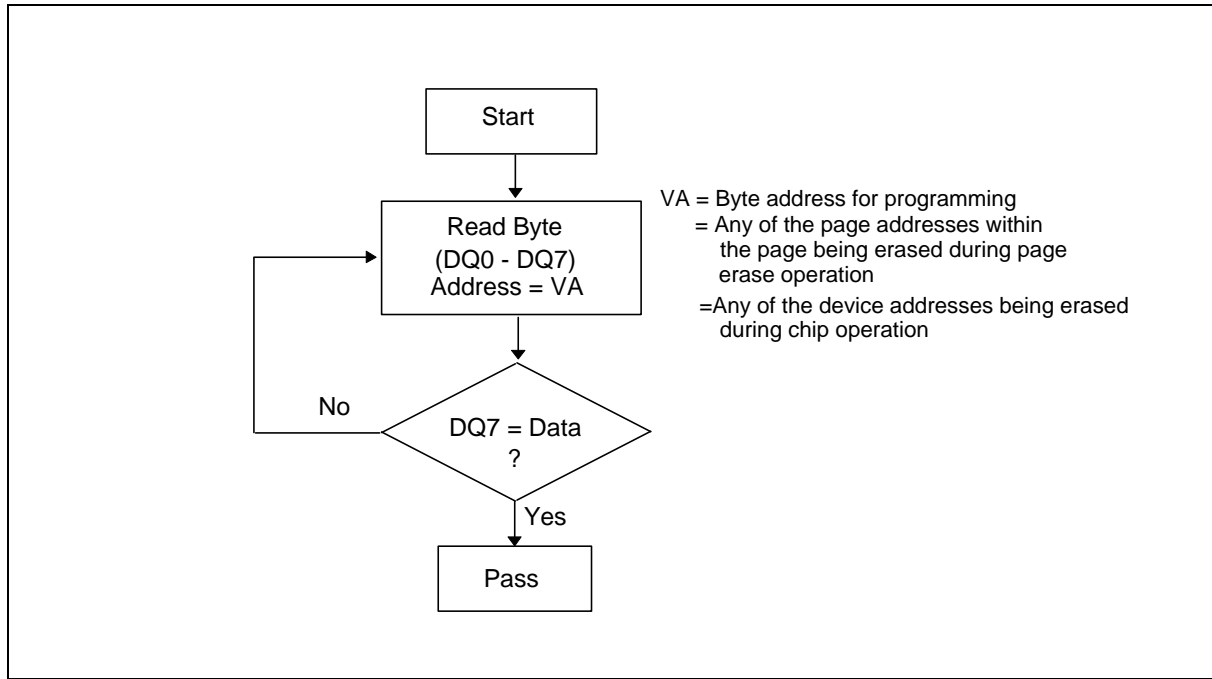 Start
Read Byte
(DQ0 - DQ7)
Address = VA
VA = Byte address for programming
= Any of the page addresses within
the page being erased during page
erase operation
=Any of the device addresses being erased
during chip operation
No
DQ7 = Data
?
Yes
Pass